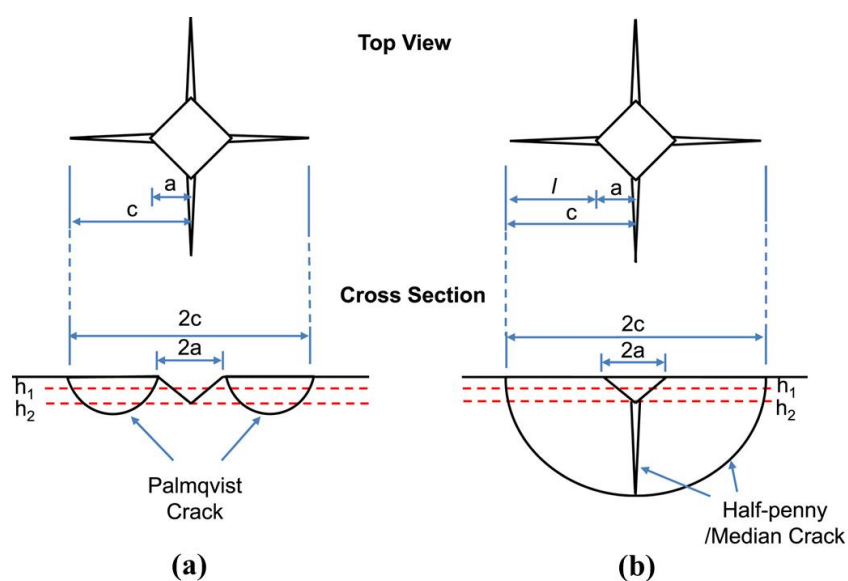 Top View
a
c
l
a
c
Cross Section
2c
2a
h₁
h₂
Palmqvist
Crack
(a)
2c
2a
h₁
h₂
Half-penny
/Median Crack
(b)